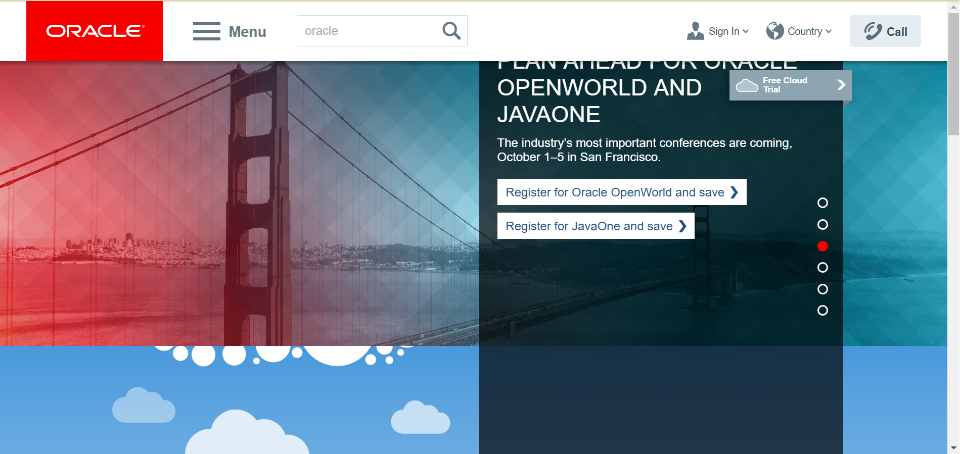 ORACLE
Menu
oracle
Sign In
Country
Call
PLAN AHEAD FOR ORACLE
OPENWORLD AND
JAVAONE
Free Cloud
Trial
The industry's most important conferences are coming,
October 1–5 in San Francisco.
Register for Oracle OpenWorld and save
Register for JavaOne and save